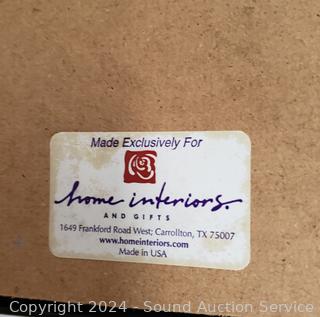 Made Exclusively For
home interiors.
AND GIFTS
1649 Frankford Road West; Carrollton, TX 75007
www.homeinteriors.com
Made in USA
Copyright 2024 - Sound Auction Service